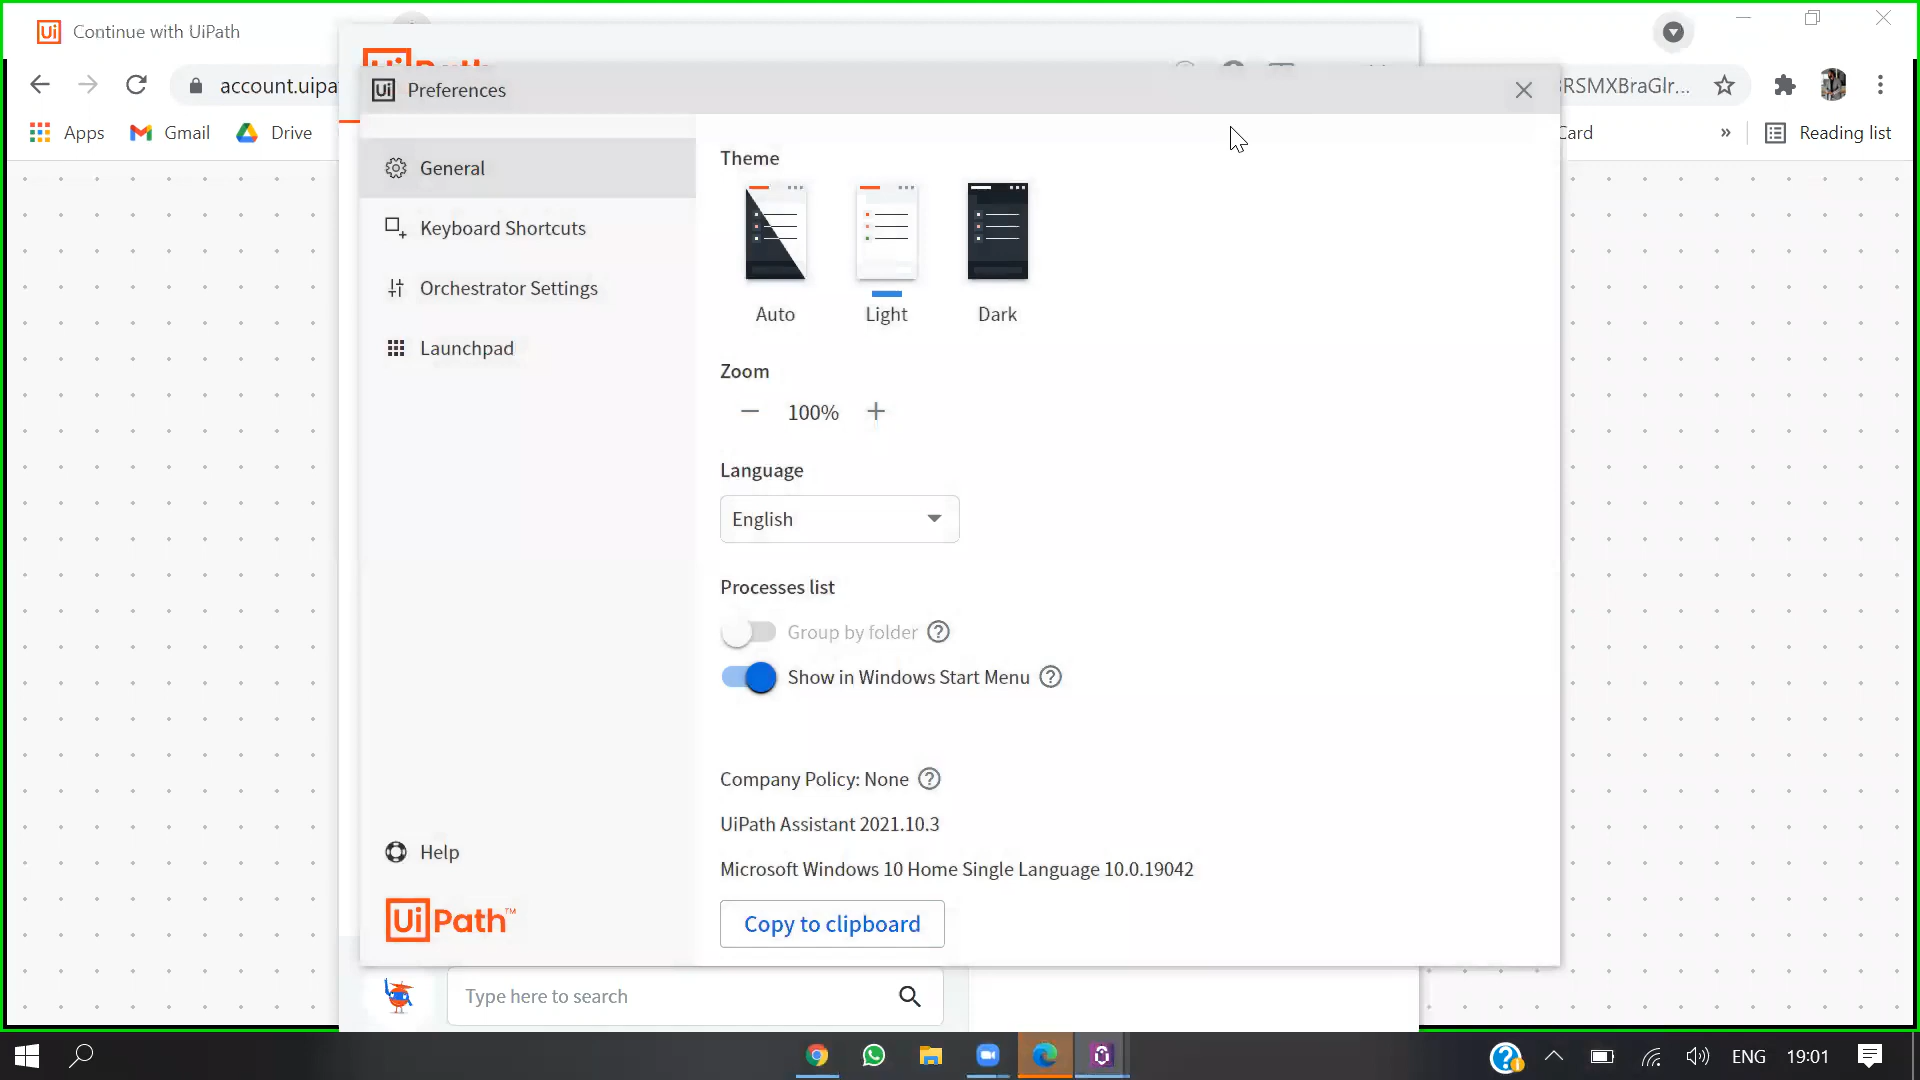 Ui Continue with UiPath
account.uipa
RSMXBraGlr...
Apps
Gmail
Drive
Card
»
Reading list
Ui Preferences
General
Keyboard Shortcuts
Orchestrator Settings
Launchpad
Theme
Auto
Light
Dark
Zoom
100%
Language
English
Processes list
Group by folder
Show in Windows Start Menu
Company Policy: None
UiPath Assistant 2021.10.3
Microsoft Windows 10 Home Single Language 10.0.19042
Copy to clipboard
Help
UiPath™
Type here to search
ENG
19:01